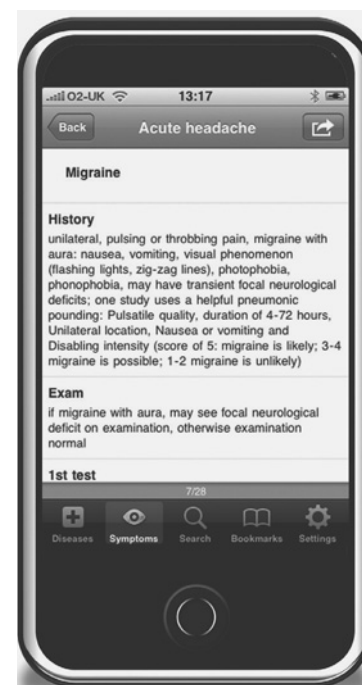 O2-UK 13:17
Back Acute headache
Migraine
History
unilateral, pulsing or throbbing pain, migraine with
aura: nausea, vomiting, visual phenomenon
(flashing lights, zig-zag lines), photophobia,
phonophobia, may have transient focal neurological
deficits; one study uses a helpful pneumonic
pounding: Pulsatile quality, duration of 4-72 hours,
Unilateral location, Nausea or vomiting and
Disabling intensity (score of 5: migraine is likely; 3-4
migraine is possible; 1-2 migraine is unlikely)
Exam
if migraine with aura, may see focal neurological
deficit on examination, otherwise examination
normal
1st test
7/28
Diseases Symptoms Search Bookmarks Settings